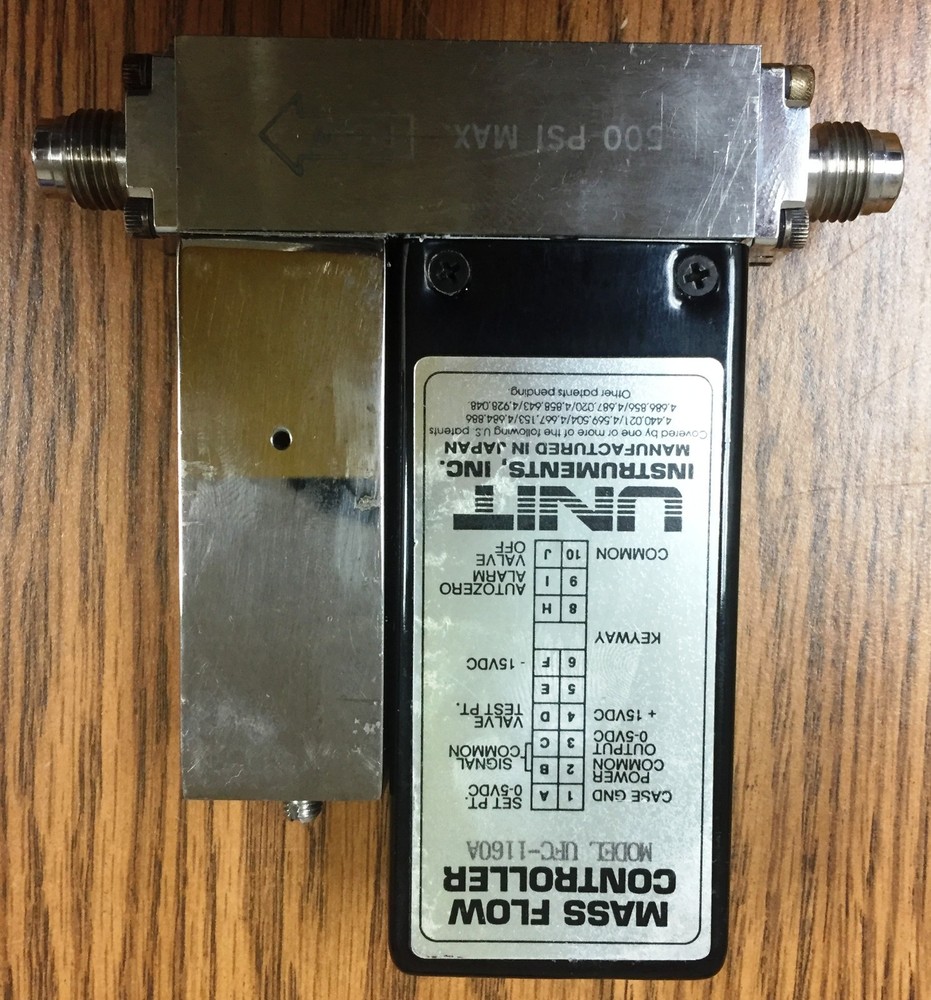 500 PSI MAX.
MASS FLOW
CONTROLLER
MODEL UFC-1160A
CASE GND 1 A SET PT. 0-5VDC
POWER COMMON 2 B SIGNAL COMMON
OUTPUT 0-5VDC 3 C
+ 15VDC 4 D VALVE TEST PT.
5 E
6 F - 15VDC
KEYWAY
8 H
9 I AUTOZERO ALARM
COMMON 10 J VALVE OFF
UNIT
INSTRUMENTS, INC.
MANUFACTURED IN JAPAN
Covered by one or more of the following U.S. patents
4.440.021/4.569.504/4.667.153/4.684.886
4.686.856/4.687.020/4.858.643/4.928.048.
Other patents pending.